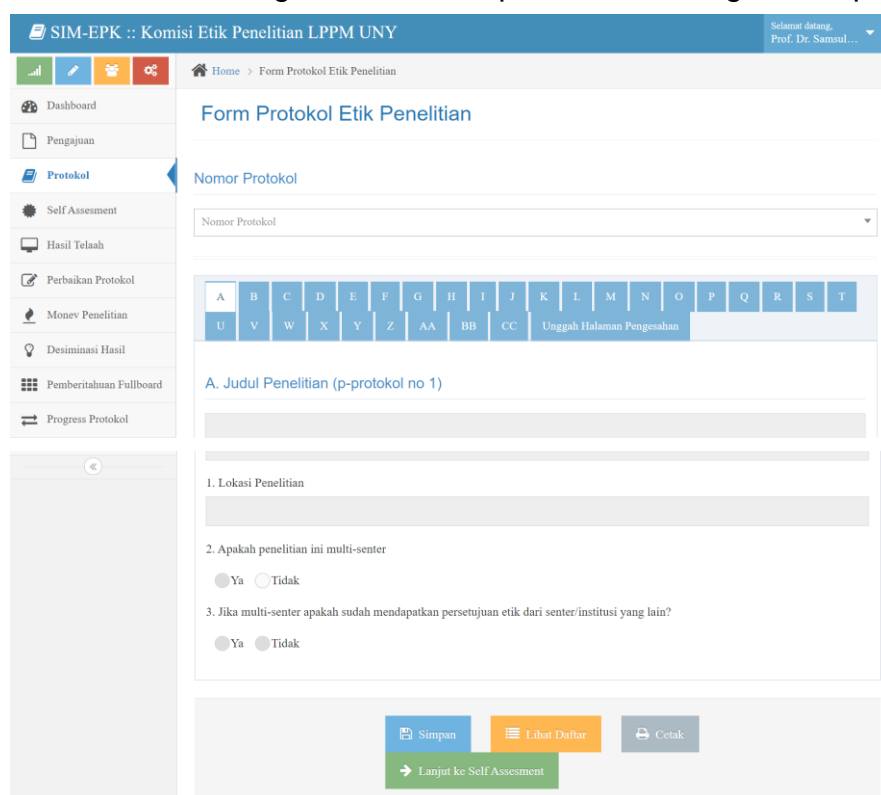 SIM-EPK :: Komisi Etik Penelitian LPPM UNY
Selamat datang,
Prof. Dr. Samsul...
Home > Form Protokol Etik Penelitian
Dashboard
Pengajuan
Protokol
Self Assesment
Hasil Telaah
Perbaikan Protokol
Monev Penelitian
Desiminasi Hasil
Pemberitahuan Fullboard
Progress Protokol
Form Protokol Etik Penelitian
Nomor Protokol
Nomor Protokol
A B C D E F G H I J K L M N O P Q R S T
U V W X Y Z AA BB CC Unggah Halaman Pengesahan
A. Judul Penelitian (p-protokol no 1)
1. Lokasi Penelitian
2. Apakah penelitian ini multi-senter
Ya Tidak
3. Jika multi-senter apakah sudah mendapatkan persetujuan etik dari senter/institusi yang lain?
Ya Tidak
Simpan Lihat Daftar Cetak
Lanjut ke Self Assesment